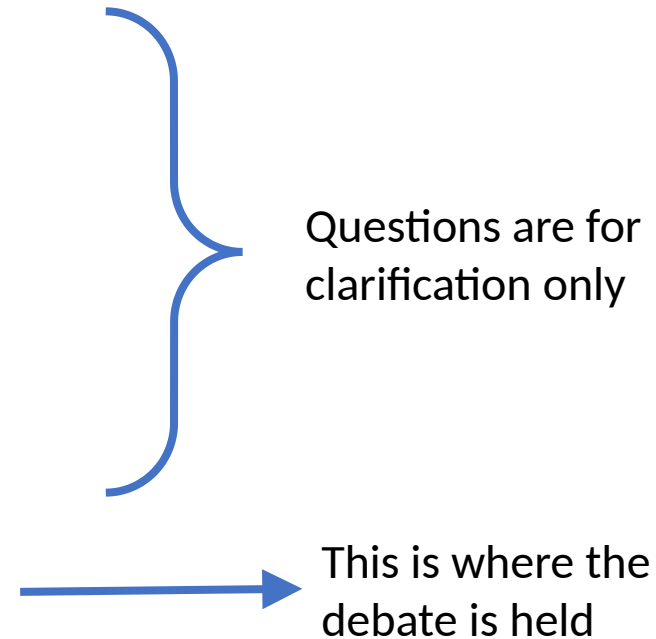 Questions are for
clarification only
This is where the
debate is held